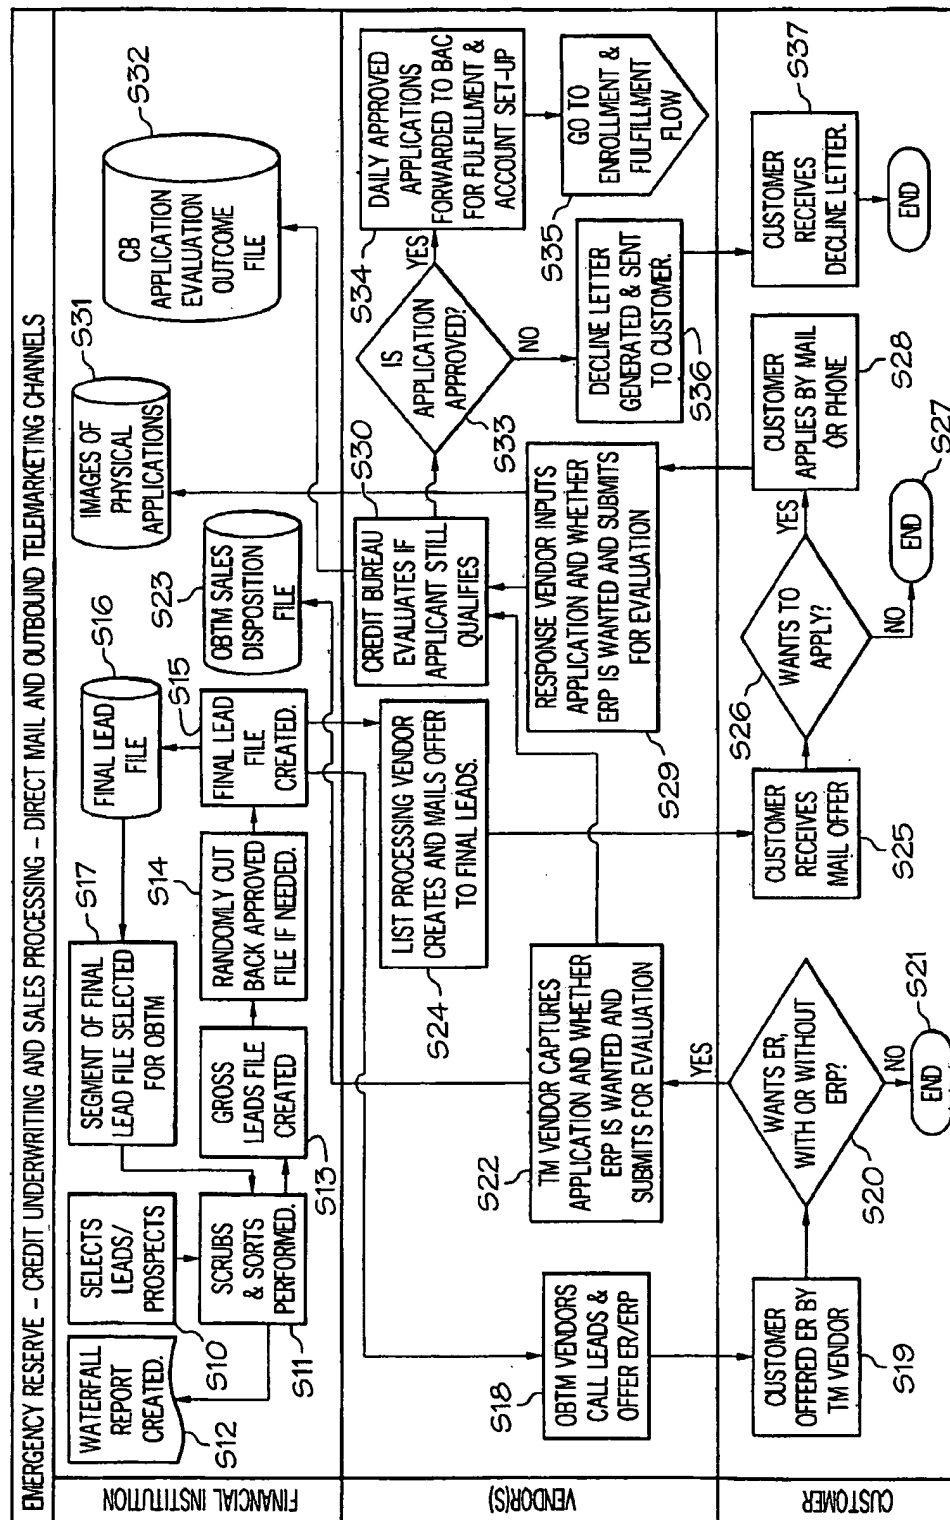 EMERGENCY RESERVE – CREDIT UNDERWRITING AND SALES PROCESSING – DIRECT MAIL AND OUTBOUND TELEMARKETING CHANNELS
FINANCIAL INSTITUTION
WATERFALL
REPORT
CREATED.
S12
SELECTS
LEADS/
PROSPECTS
S10
SCRUBS
& SORTS
PERFORMED.
S11
SEGMENT OF FINAL
LEAD FILE SELECTED
FOR OBTM
S17
GROSS
LEADS FILE
CREATED
S13
RANDOMLY CUT
BACK APPROVED
FILE IF NEEDED.
S14
FINAL LEAD
FILE
S16
FINAL LEAD
FILE
CREATED.
S15
OBTM SALES
DISPOSITION
FILE
S23
IMAGES OF
PHYSICAL
APPLICATIONS
S31
CB
APPLICATION
EVALUATION
OUTCOME
FILE
S32
VENDOR(S)
OBTM VENDORS
CALL LEADS &
OFFER ER/ERP
S18
TM VENDOR CAPTURES
APPLICATION AND WHETHER
ERP IS WANTED AND
SUBMITS FOR EVALUATION
S22
LIST PROCESSING VENDOR
CREATES AND MAILS OFFER
TO FINAL LEADS.
S24
CREDIT BUREAU
EVALUATES IF
APPLICANT STILL
QUALIFIES
S30
RESPONSE VENDOR INPUTS
APPLICATION AND WHETHER
ERP IS WANTED AND SUBMITS
FOR EVALUATION
S29
IS
APPLICATION
APPROVED?
S33
YES
NO
DAILY APPROVED
APPLICATIONS
FORWARDED TO BAC
FOR FULFILLMENT &
ACCOUNT SET-UP
S34
GO TO
ENROLLMENT &
FULFILLMENT
FLOW
S35
DECLINE LETTER
GENERATED & SENT
TO CUSTOMER.
S36
CUSTOMER
CUSTOMER
OFFERED ER BY
TM VENDOR
S19
WANTS ER,
WITH OR WITHOUT
ERP?
S20
YES
NO
END
S21
CUSTOMER
RECEIVES
MAIL OFFER
S25
WANTS TO
APPLY?
S26
YES
NO
END
S27
CUSTOMER
APPLIES BY MAIL
OR PHONE
S28
CUSTOMER
RECEIVES
DECLINE LETTER.
S37
END